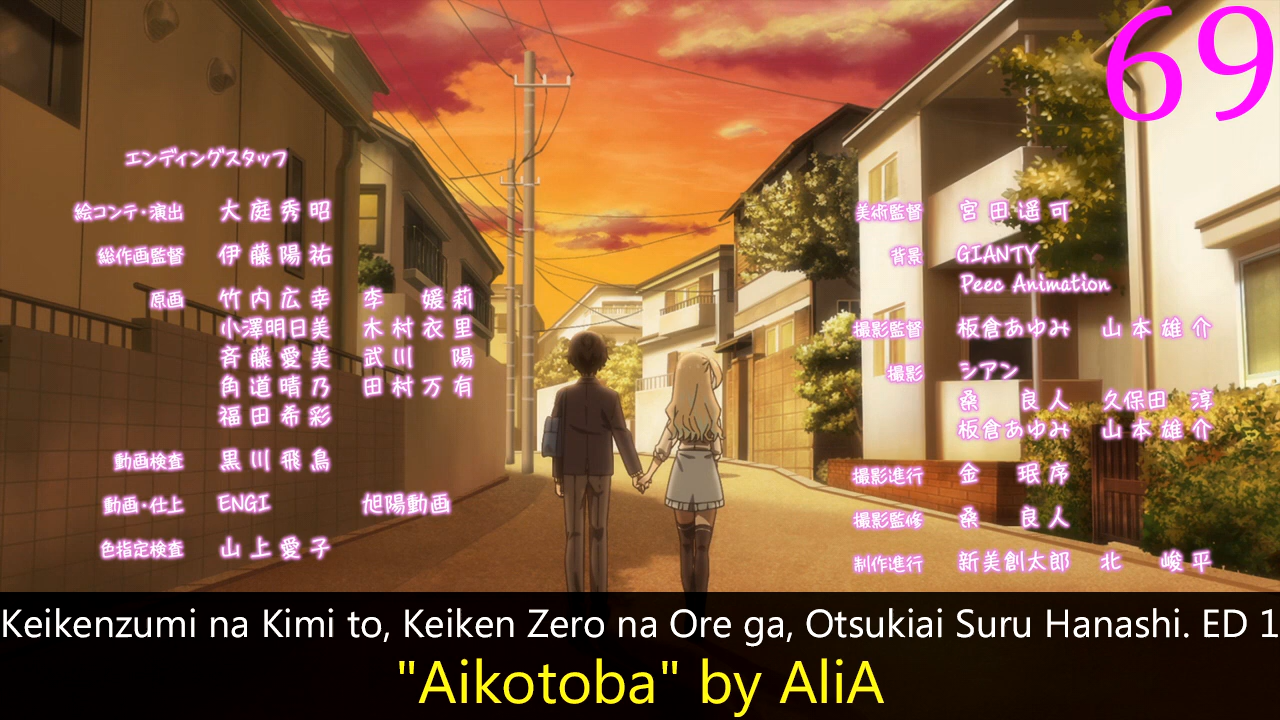 69
エンディングスタッフ
絵コンテ・演出 大庭秀昭
総作画監督 伊藤陽祐
原画 竹内広幸 李 媛莉
小澤明日美 木村衣里
斉藤愛美 武川 陽
角道晴乃 田村万有
福田希彩
動画検査 黒川飛鳥
動画・仕上 ENGI 旭陽動画
色指定検査 山上愛子
美術監督 宮田遥可
背景 GIANTY
Peec Animation
撮影監督 板倉あゆみ 山本雄介
撮影 シアン
桑 良人 久保田 淳
板倉あゆみ 山本雄介
撮影進行 金 珉序
撮影監修 桑 良人
制作進行 新美創太郎 北 峻平
Keikenzumi na Kimi to, Keiken Zero na Ore ga, Otsukiai Suru Hanashi. ED 1
"Aikotoba" by AliA